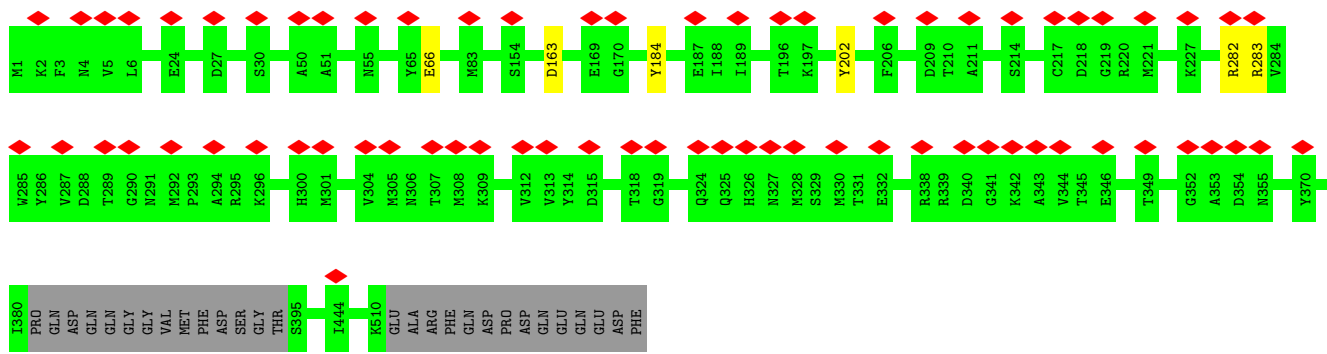 M1 K2 F3 N4 V5 L6 E24 D27 S30 A50 A51 N55 Y65 E66 M83 S154 D163 E169 G170 Y184 E187 I188 I189 T196 K197 Y202 F206 D209 T210 A211 S214 C217 D218 G219 R220 M221 K227 R282 R283 V284
W285 Y286 V287 D288 T289 G290 N291 M292 P293 A294 R295 K296 H300 M301 V304 M305 N306 T307 M308 K309 V312 V313 Y314 D315 T318 G319 Q324 Q325 H326 N327 M328 S329 M330 T331 E332 R338 R339 D340 G341 K342 A343 V344 T345 E346 T349 G352 A353 D354 N355 Y370
I380 PRO GLN ASP GLN GLN GLY GLY VAL MET PHE ASP SER GLY THR S395 I444 K510 GLU ALA ARG PHE GLN ASP PRO ASP GLN GLU GLN GLU ASP PHE